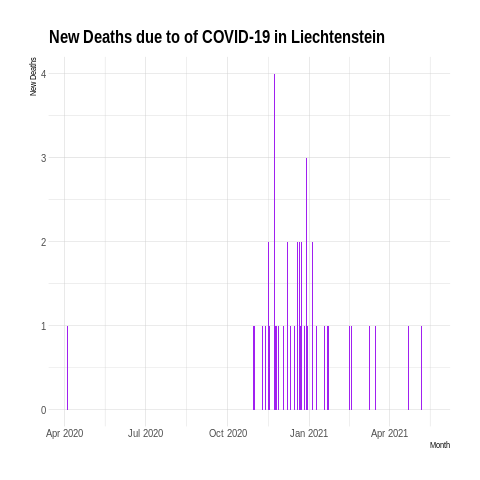 New Deaths due to of COVID-19 in Liechtenstein
New Deaths
4
3
2
1
0
Apr 2020 Jul 2020 Oct 2020 Jan 2021 Apr 2021
Month